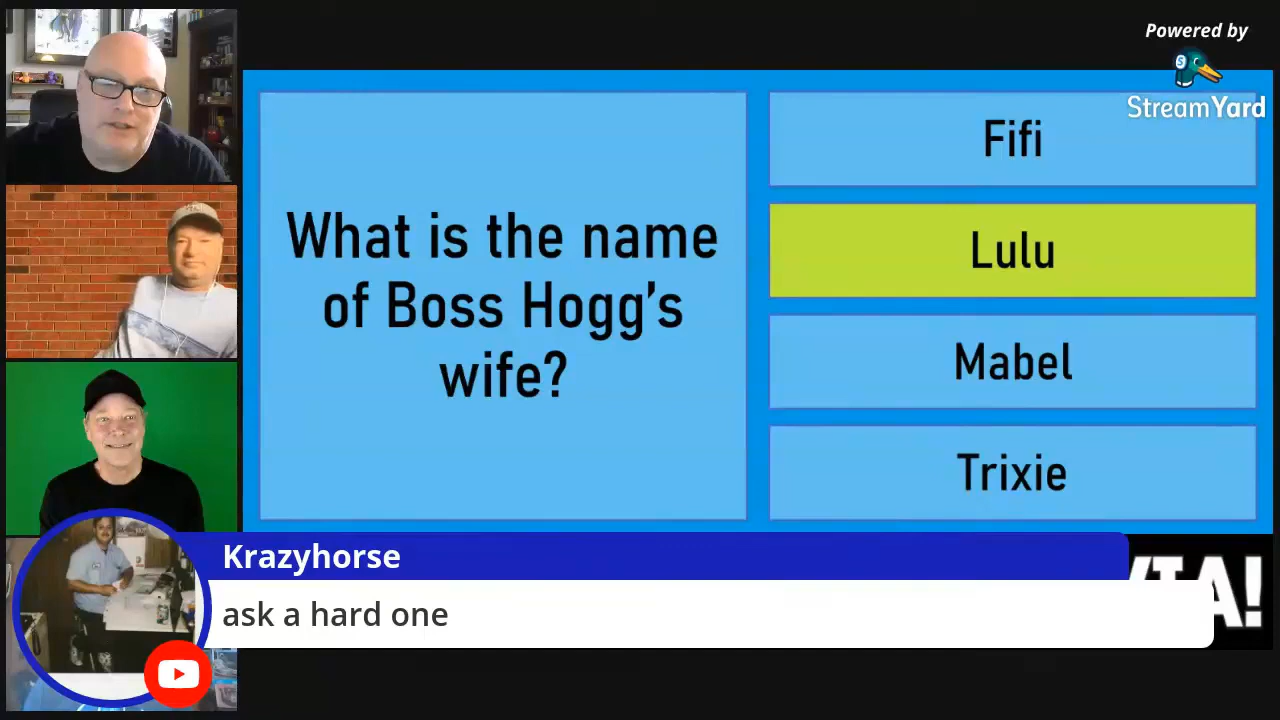 Powered by
StreamYard
What is the name
of Boss Hogg's
wife?
Fifi
Lulu
Mabel
Trixie
Krazyhorse
ask a hard one